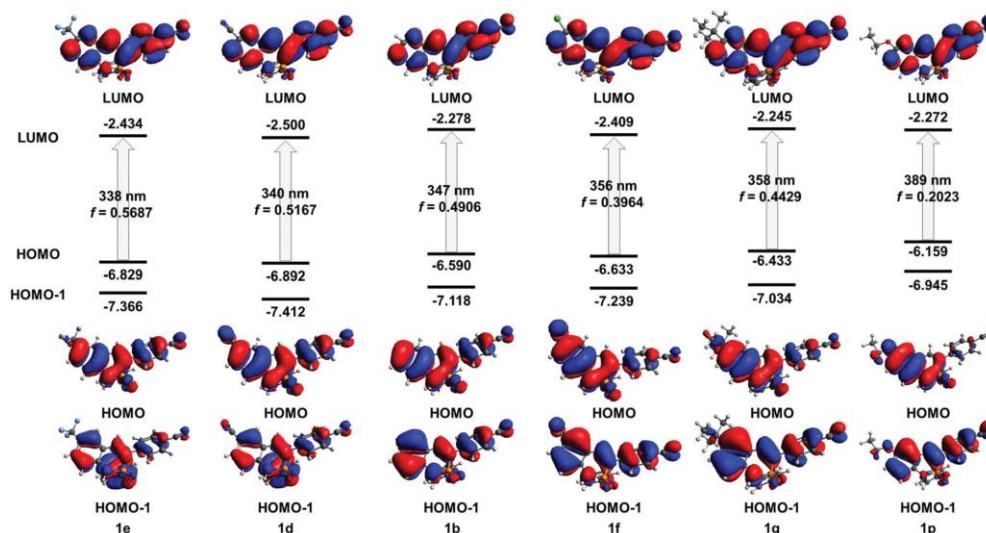 LUMO LUMO LUMO LUMO LUMO LUMO
LUMO
-2.434 -2.500 -2.278 -2.409 -2.245 -2.272
338 nm 340 nm 347 nm 356 nm 358 nm 389 nm
f = 0.5687 f = 0.5167 f = 0.4906 f = 0.3964 f = 0.4429 f = 0.2023
HOMO
-6.829 -6.892 -6.590 -6.633 -6.433 -6.159
HOMO-1
-7.366 -7.412 -7.118 -7.239 -7.034 -6.945
HOMO HOMO HOMO HOMO HOMO HOMO
HOMO-1 HOMO-1 HOMO-1 HOMO-1 HOMO-1 HOMO-1
1e 1d 1b 1f 1g 1p